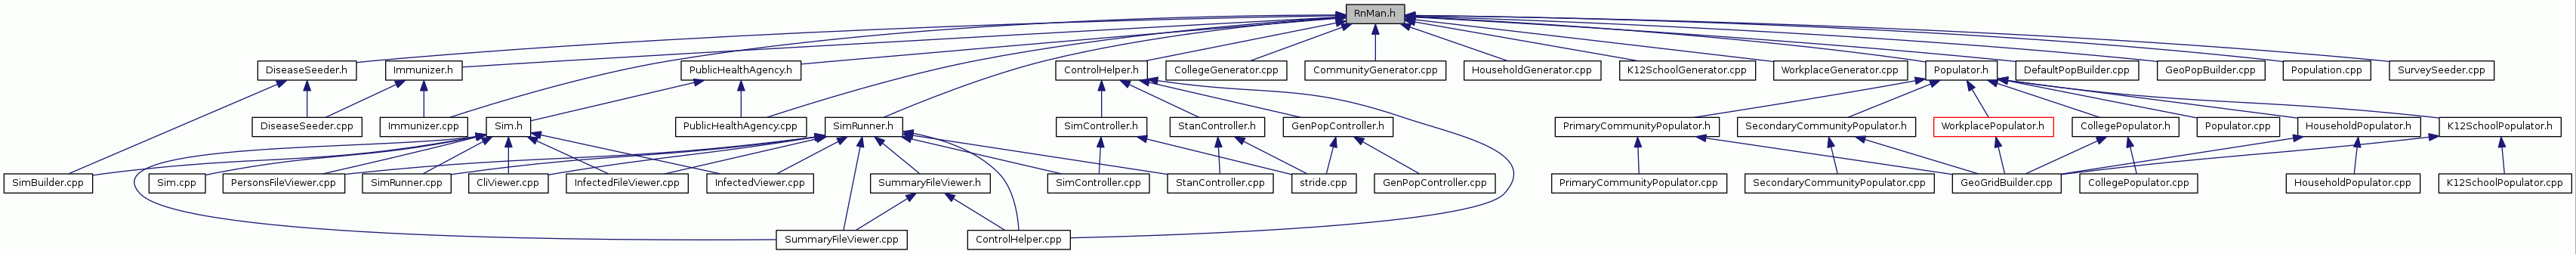 RnMan.h
DiseaseSeeder.h
Immunizer.h
PublicHealthAgency.h
ControlHelper.h
CollegeGenerator.cpp
CommunityGenerator.cpp
HouseholdGenerator.cpp
K12SchoolGenerator.cpp
WorkplaceGenerator.cpp
Populator.h
DefaultPopBuilder.cpp
GeoPopBuilder.cpp
Population.cpp
SurveySeeder.cpp
DiseaseSeeder.cpp
Immunizer.cpp
Sim.h
PublicHealthAgency.cpp
SimRunner.h
SimController.h
StanController.h
GenPopController.h
PrimaryCommunityPopulator.h
SecondaryCommunityPopulator.h
WorkplacePopulator.h
CollegePopulator.h
Populator.cpp
HouseholdPopulator.h
K12SchoolPopulator.h
SimBuilder.cpp
Sim.cpp
PersonsFileViewer.cpp
SimRunner.cpp
CliViewer.cpp
InfectedFileViewer.cpp
InfectedViewer.cpp
SummaryFileViewer.h
SimController.cpp
StanController.cpp
stride.cpp
GenPopController.cpp
PrimaryCommunityPopulator.cpp
SecondaryCommunityPopulator.cpp
GeoGridBuilder.cpp
CollegePopulator.cpp
HouseholdPopulator.cpp
K12SchoolPopulator.cpp
SummaryFileViewer.cpp
ControlHelper.cpp